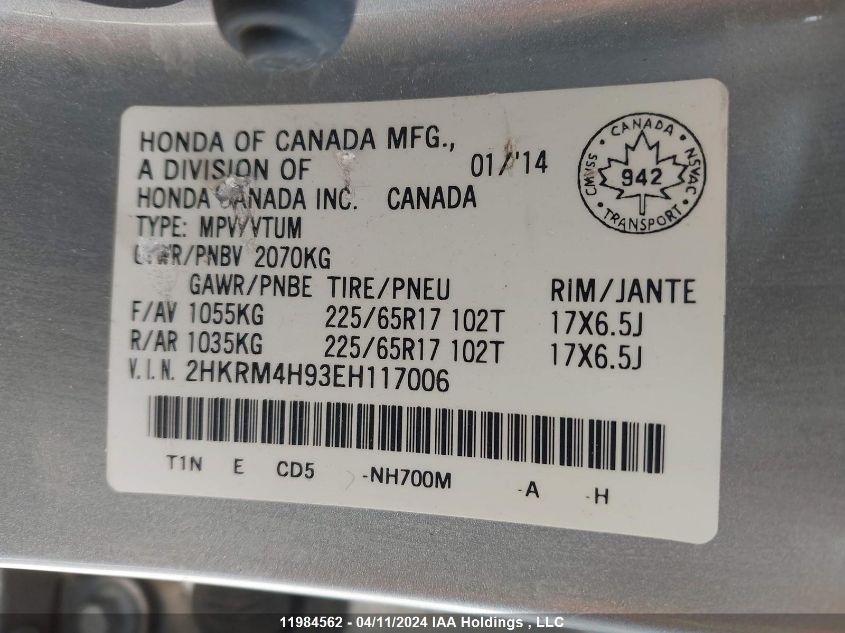 HONDA OF CANADA MFG.,
A DIVISION OF 01/'14
HONDA CANADA INC. CANADA
TYPE: MPV/VTUM
GVWR/PNBV 2070KG
GAWR/PNBE TIRE/PNEU RIM/JANTE
F/AV 1055KG 225/65R17 102T 17X6.5J
R/AR 1035KG 225/65R17 102T 17X6.5J
V.I.N. 2HKRM4H93EH117006
T1N E CD5 -NH700M -A -H
CANADA
CMVSS 942 NSVAC
TRANSPORT
11984562 - 04/11/2024 IAA Holdings , LLC